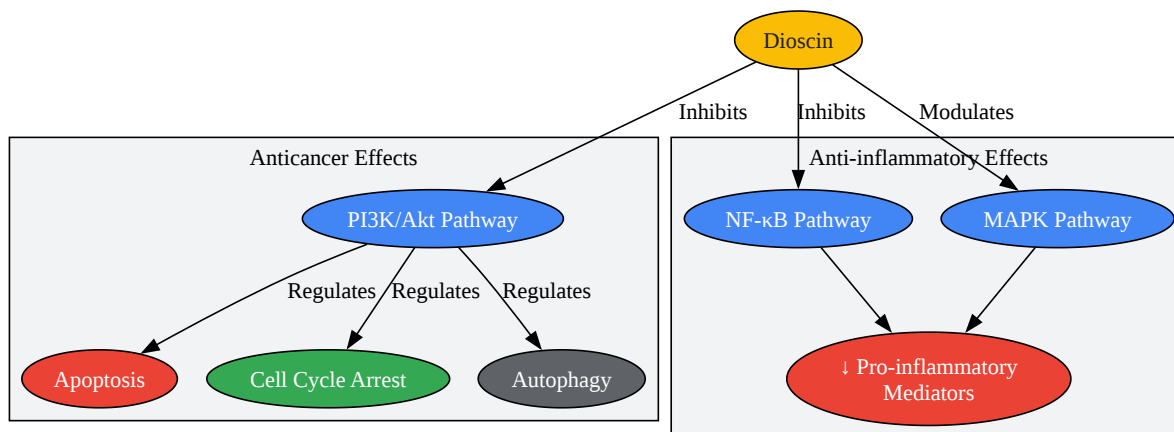 Dioscin
Inhibits
Inhibits
Modulates
Anticancer Effects
Anti-inflammatory Effects
PI3K/Akt Pathway
NF-κB Pathway
MAPK Pathway
Regulates
Regulates
Regulates
Apoptosis
Cell Cycle Arrest
Autophagy
↓ Pro-inflammatory
Mediators